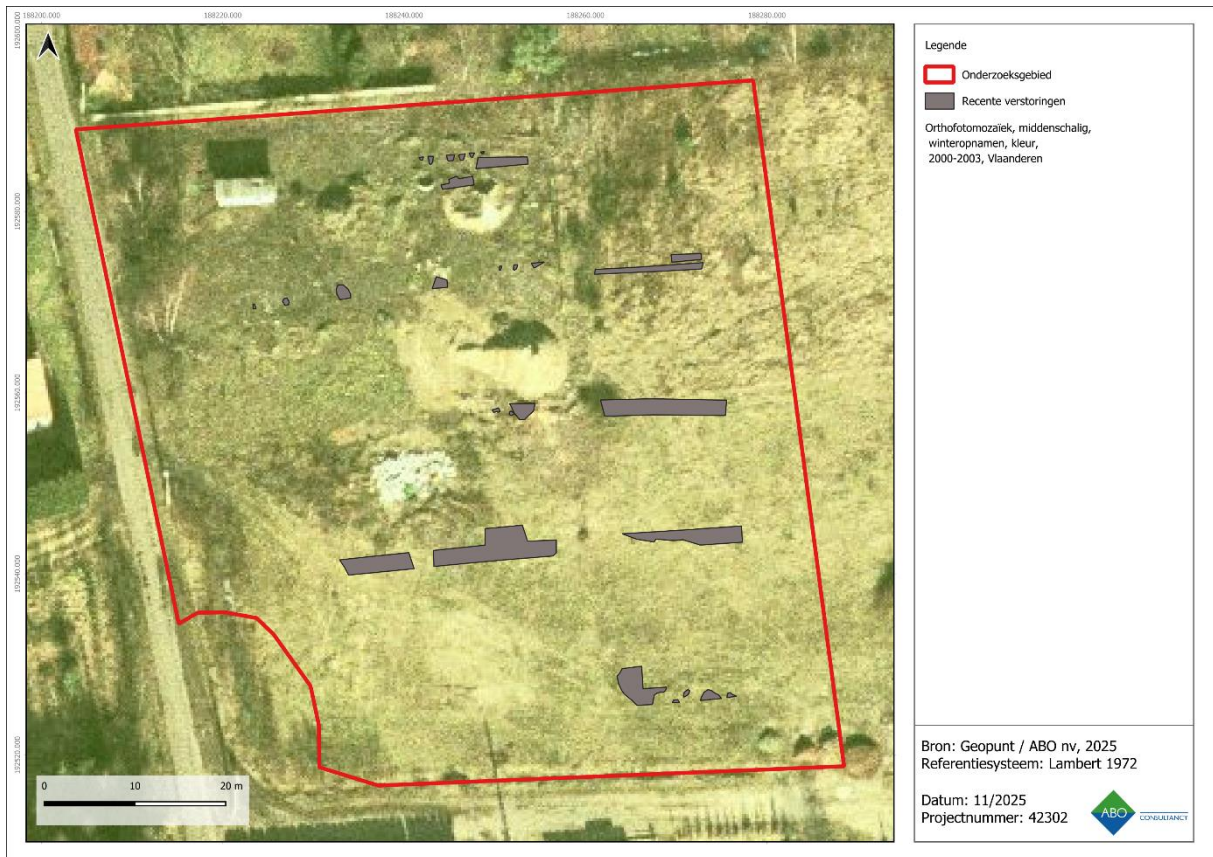 188200.000 188220.000 188240.000 188260.000 188280.000
192600.000
192580.000
192560.000
192540.000
192520.000
0 10 20 m
Legende
Onderzoeksgebied
Recente verstoringen
Orthofotomozaïek, middenschalig,
winteropnamen, kleur,
2000-2003, Vlaanderen
Bron: Geopunt / ABO nv, 2025
Referentiesysteem: Lambert 1972
Datum: 11/2025
Projectnummer: 42302
ABO CONSULTANCY